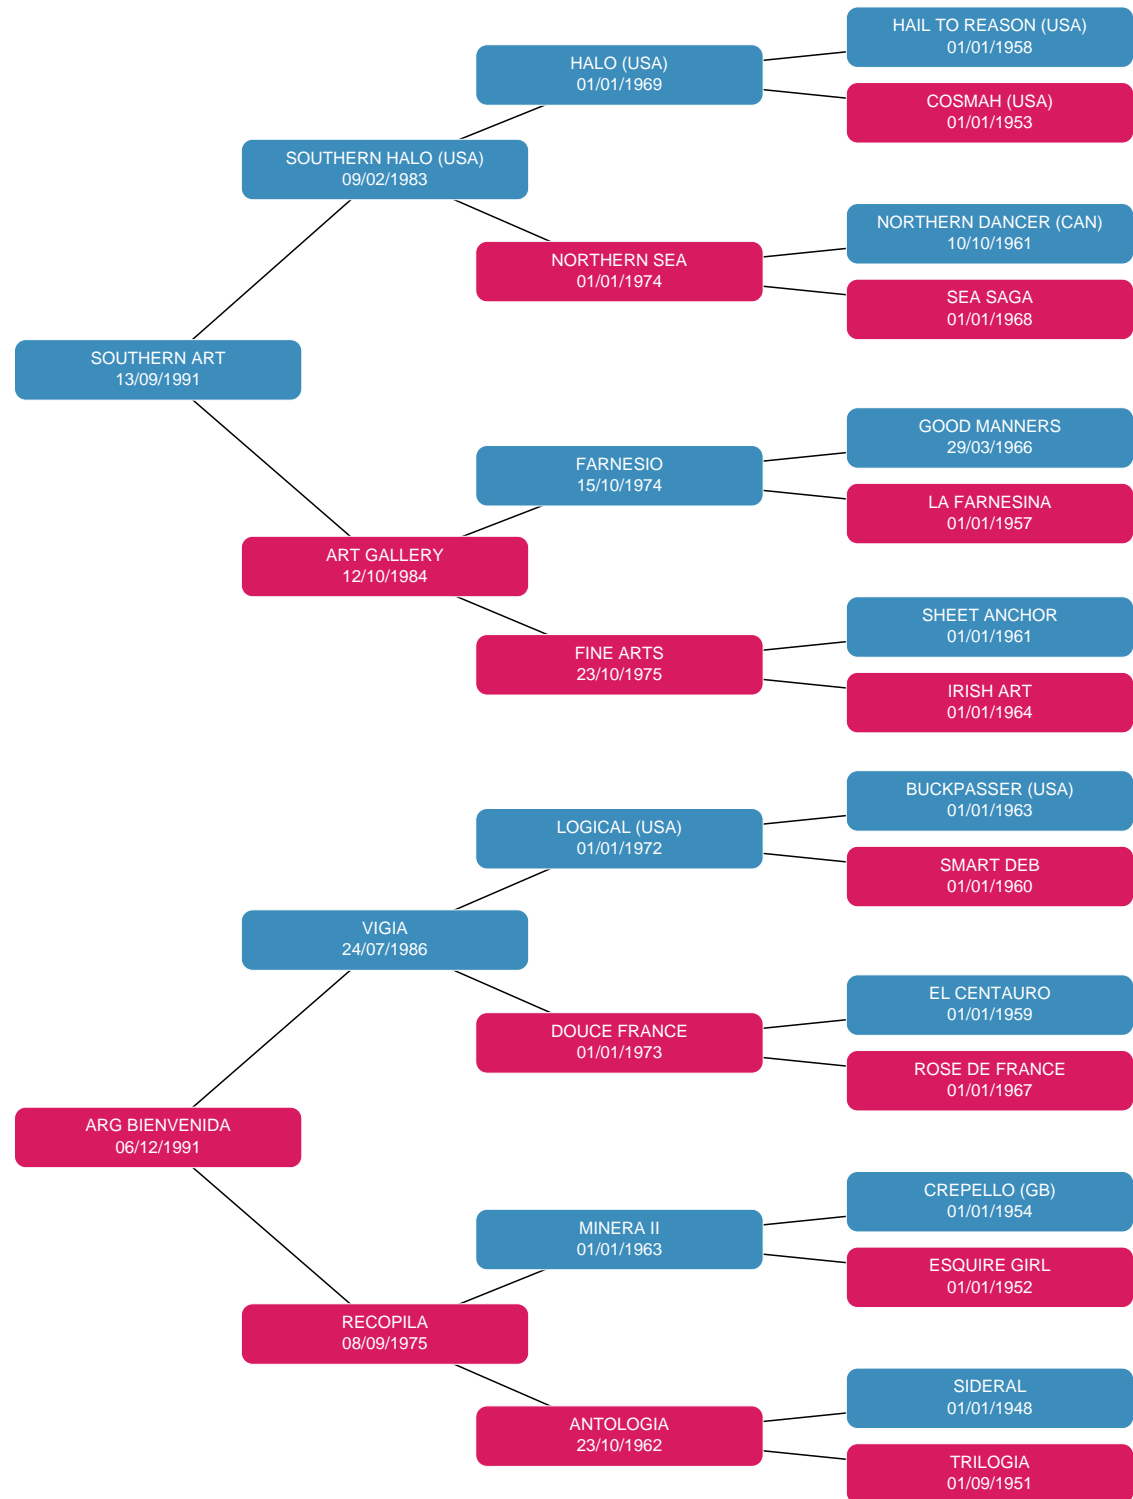 HAIL TO REASON (USA)
01/01/1958
HALO (USA)
01/01/1969
COSMAH (USA)
01/01/1953
SOUTHERN HALO (USA)
09/02/1983
NORTHERN DANCER (CAN)
10/10/1961
NORTHERN SEA
01/01/1974
SEA SAGA
01/01/1968
SOUTHERN ART
13/09/1991
GOOD MANNERS
29/03/1966
FARNESIO
15/10/1974
LA FARNESINA
01/01/1957
ART GALLERY
12/10/1984
SHEET ANCHOR
01/01/1961
FINE ARTS
23/10/1975
IRISH ART
01/01/1964
BUCKPASSER (USA)
01/01/1963
LOGICAL (USA)
01/01/1972
SMART DEB
01/01/1960
VIGIA
24/07/1986
EL CENTAURO
01/01/1959
DOUCE FRANCE
01/01/1973
ROSE DE FRANCE
01/01/1967
ARG BIENVENIDA
06/12/1991
CREPELLO (GB)
01/01/1954
MINERA II
01/01/1963
ESQUIRE GIRL
01/01/1952
RECOPILA
08/09/1975
SIDERAL
01/01/1948
ANTOLOGIA
23/10/1962
TRILOGIA
01/09/1951